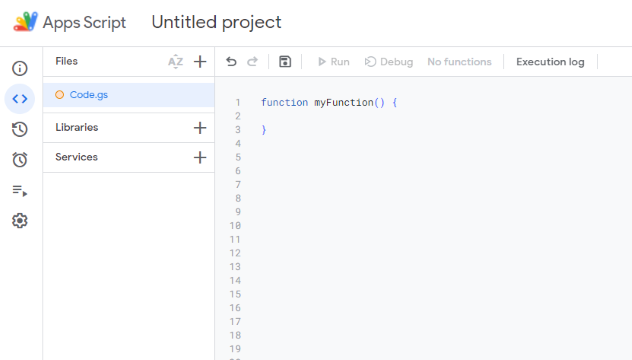 Apps Script Untitled project
Files AZ
Run Debug No functions Execution log
Code.gs
Libraries
Services
1 function myFunction() {
2
3 }
4
5
6
7
8
9
10
11
12
13
14
15
16
17
18
19